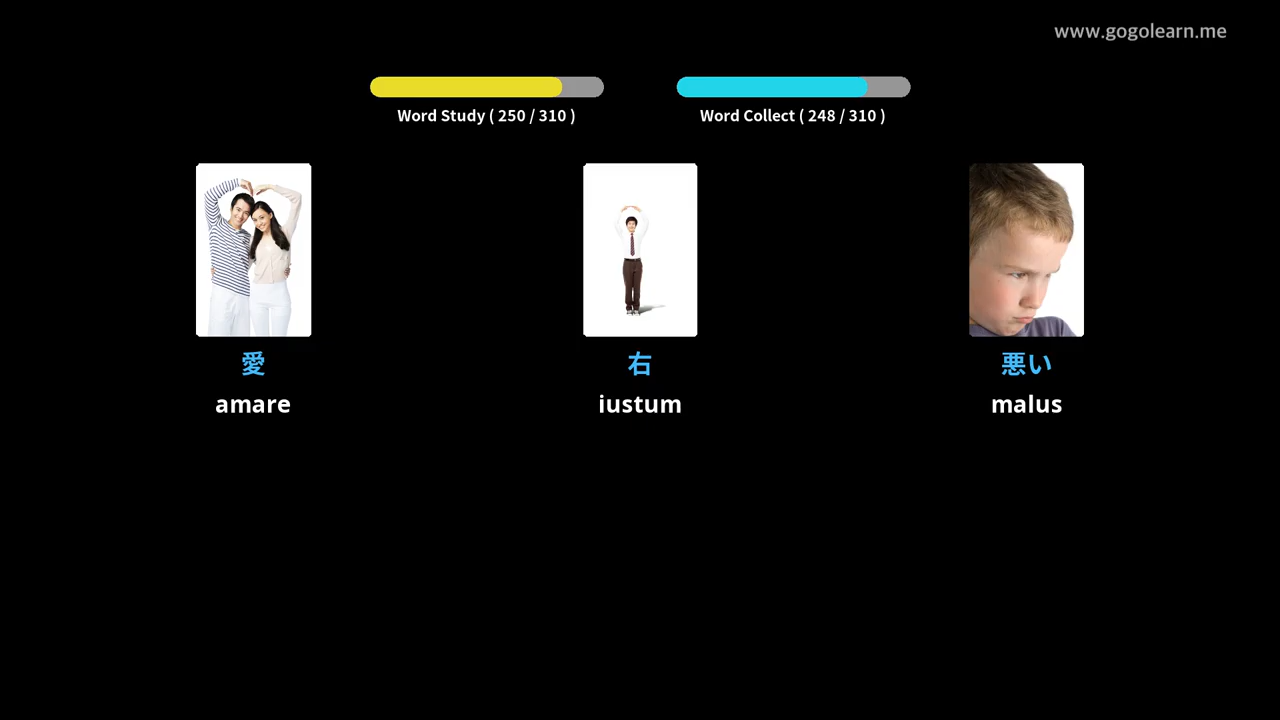 www.gogolearn.me
Word Study ( 250 / 310 )
Word Collect ( 248 / 310 )
愛
右
悪い
amare
iustum
malus